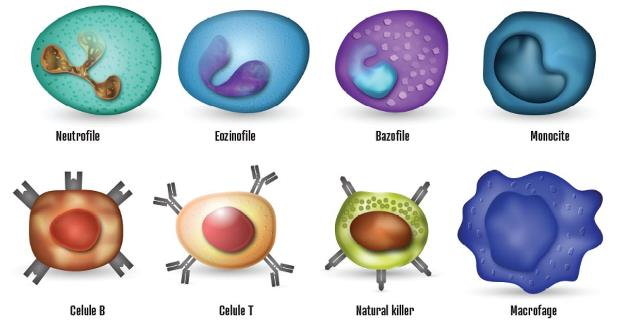 Neutrofile
Eozinofile
Bazofile
Monocite
Celule B
Celule T
Natural killer
Macrofage